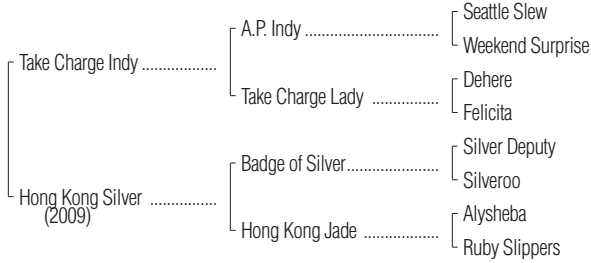 Seattle Slew
A.P. Indy ........................................
Weekend Surprise
Take Charge Indy ..................
Dehere
Take Charge Lady ................
Felicita
Silver Deputy
Badge of Silver......................
Silveroo
Hong Kong Silver ................
(2009)
Alysheba
Hong Kong Jade ..................
Ruby Slippers